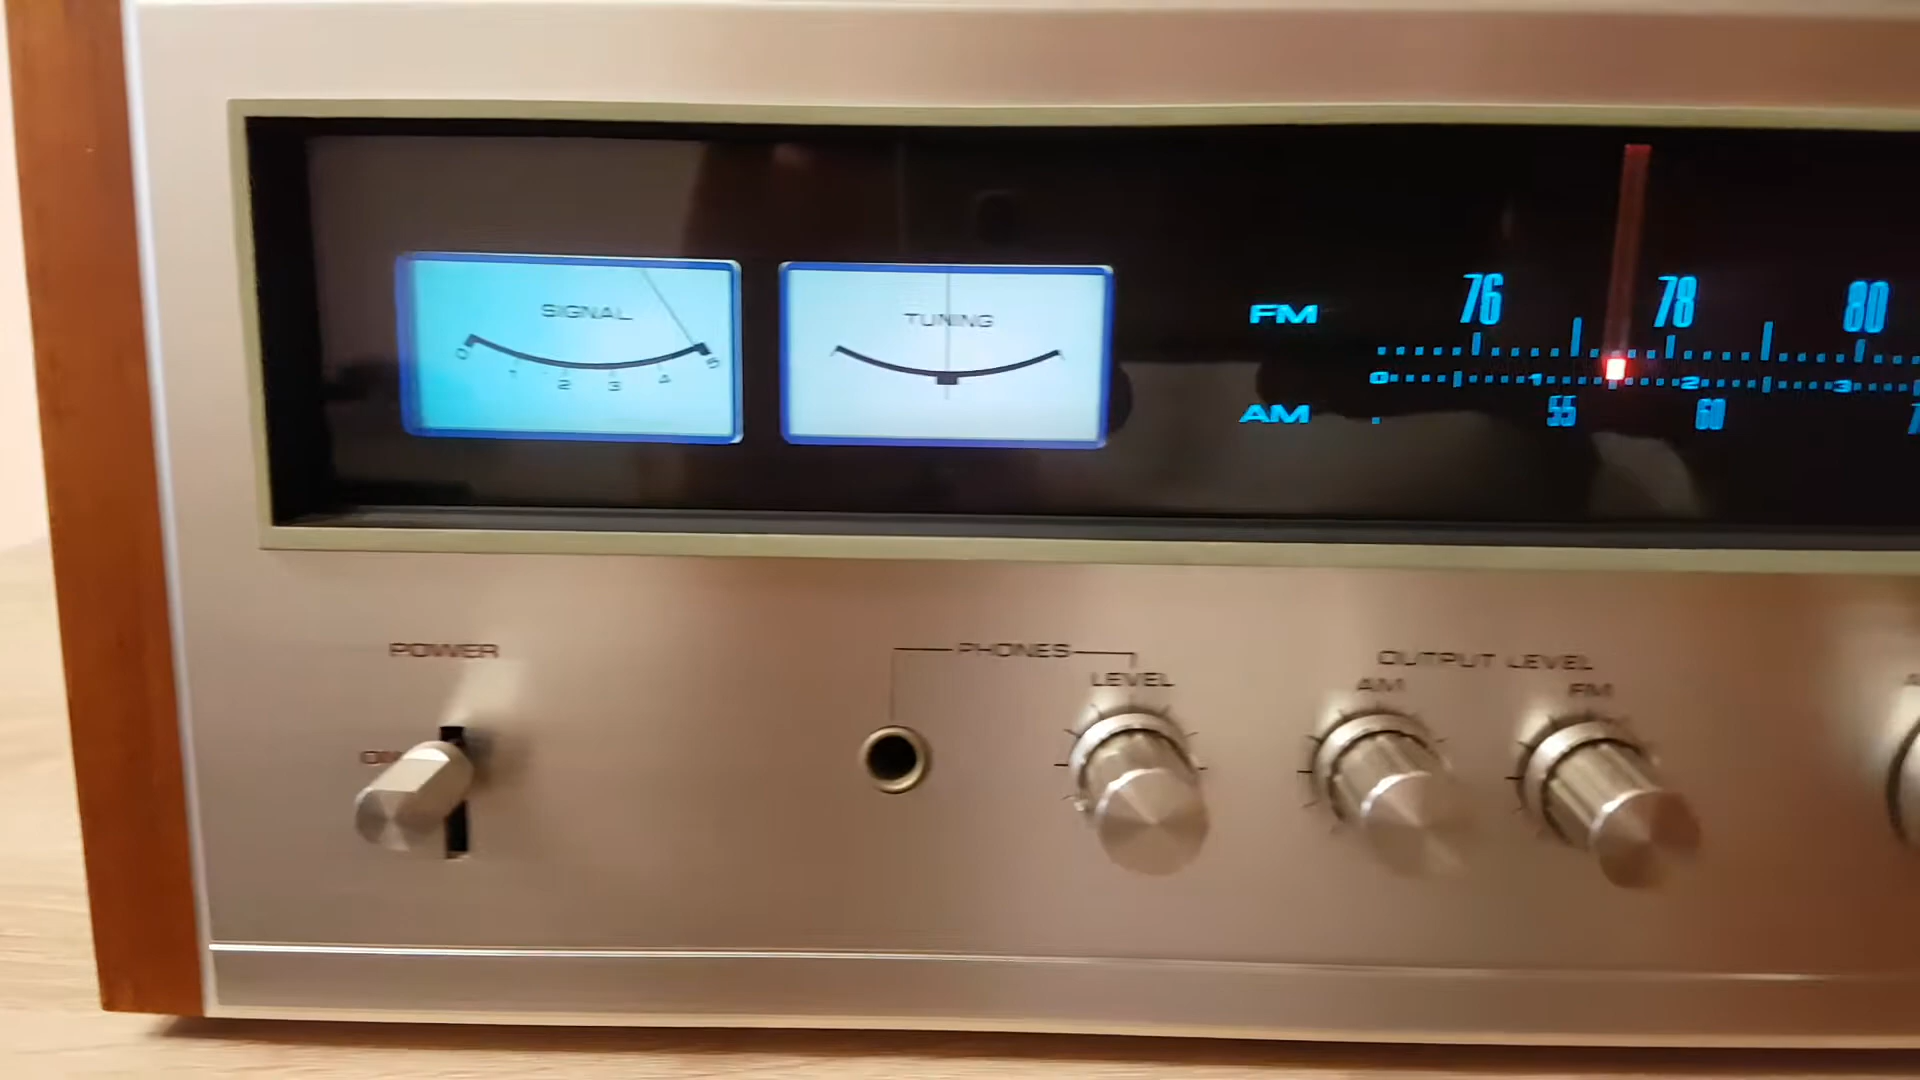 SIGNAL
0 1 2 3 4 5
TUNING
FM 76 78 80
0 1 2 3
AM 55 60
POWER
ON
PHONES
LEVEL
OUTPUT LEVEL
AM FM